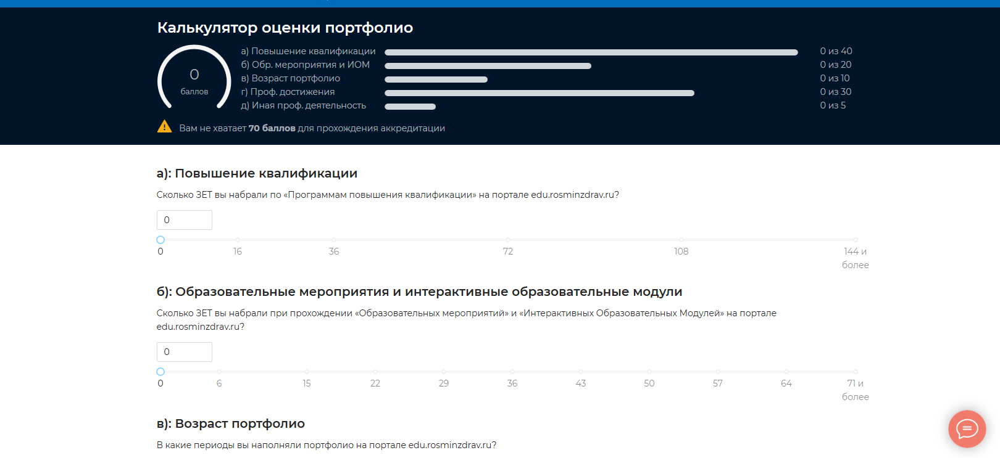 Калькулятор оценки портфолио
0
баллов
а) Повышение квалификации 0 из 40
б) Обр. мероприятия и ИОМ 0 из 20
в) Возраст портфолио 0 из 10
г) Проф. достижения 0 из 30
д) Иная проф. деятельность 0 из 5
Вам не хватает 70 баллов для прохождения аккредитации
а): Повышение квалификации
Сколько ЗЕТ вы набрали по «Программам повышения квалификации» на портале edu.rosminzdrav.ru?
0
0 16 36 72 108 144 и
более
б): Образовательные мероприятия и интерактивные образовательные модули
Сколько ЗЕТ вы набрали при прохождении «Образовательных мероприятий» и «Интерактивных Образовательных Модулей» на портале
edu.rosminzdrav.ru?
0
0 6 15 22 29 36 43 50 57 64 71 и
более
в): Возраст портфолио
В какие периоды вы наполняли портфолио на портале edu.rosminzdrav.ru?